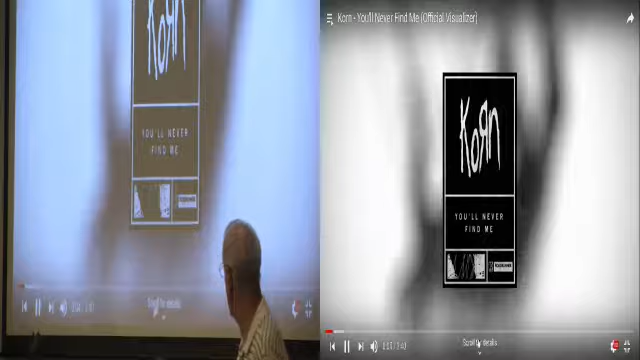 KoЯn
YOU'LL NEVER
FIND ME
Scroll for details
Korn - You'll Never Find Me (Official Visualizer)
KoЯn
YOU'LL NEVER
FIND ME
ROADRUNNER
Scroll for details